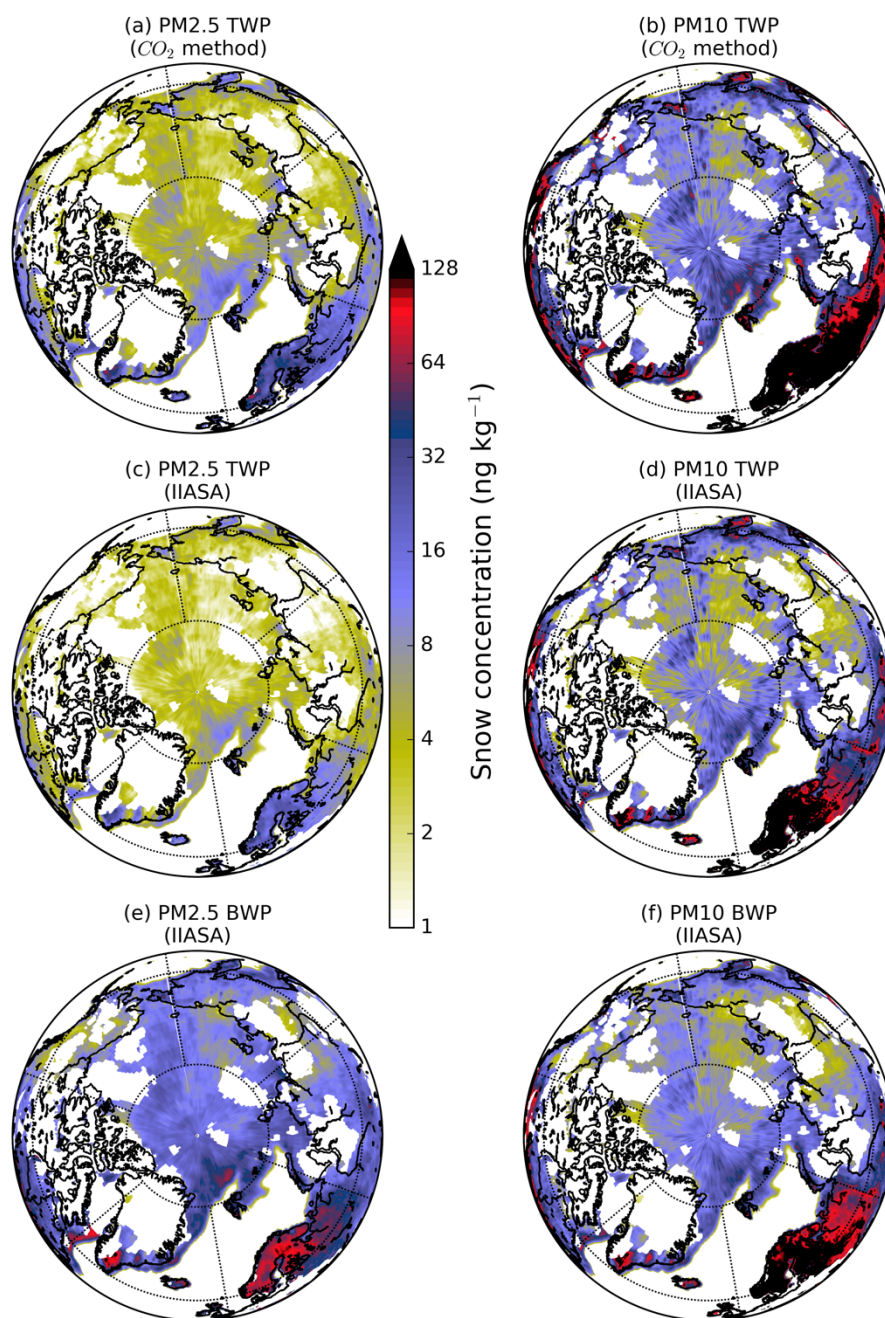 (a) PM2.5 TWP
(CO₂ method)
(b) PM10 TWP
(CO₂ method)
128
64
32
16
8
4
2
1
Snow concentration (ng kg⁻¹)
(c) PM2.5 TWP
(IIASA)
(d) PM10 TWP
(IIASA)
(e) PM2.5 BWP
(IIASA)
(f) PM10 BWP
(IIASA)